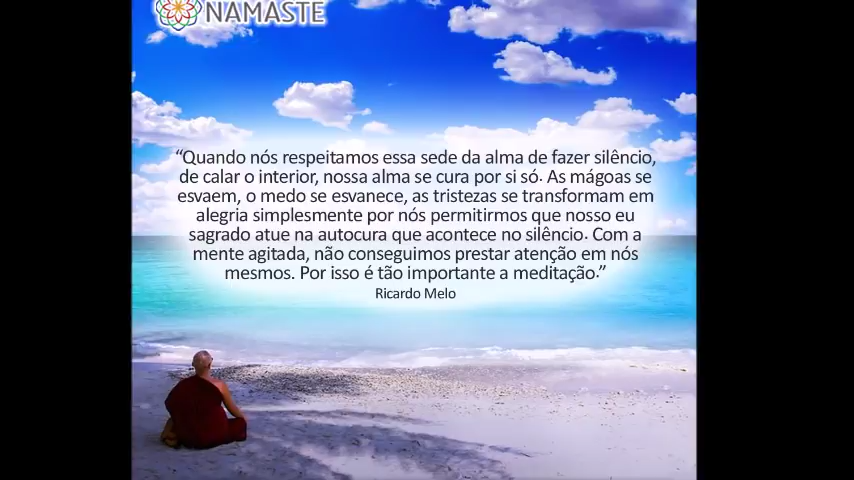 NAMASTE
“Quando nós respeitamos essa sede da alma de fazer silêncio,
de calar o interior, nossa alma se cura por si só. As mágoas se
esvaem, o medo se esvanece, as tristezas se transformam em
alegria simplesmente por nós permitirmos que nosso eu
sagrado atue na autocura que acontece no silêncio. Com a
mente agitada, não conseguimos prestar atenção em nós
mesmos. Por isso é tão importante a meditação.”
Ricardo Melo